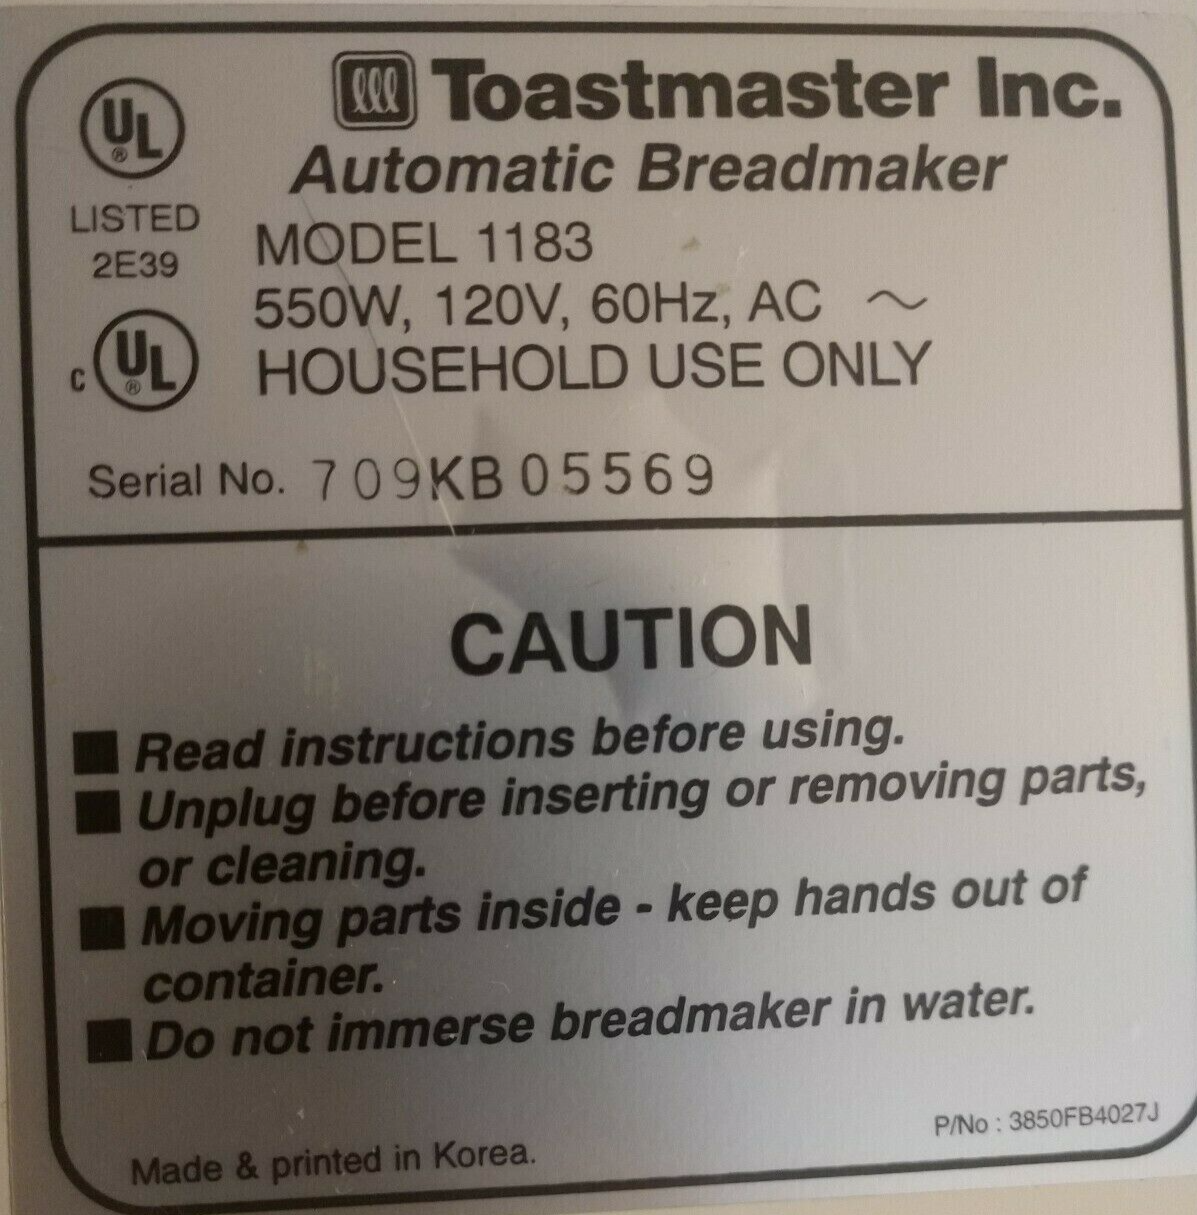 UL
®
LISTED
2E39
c UL
®
Toastmaster Inc.
Automatic Breadmaker
MODEL 1183
550W, 120V, 60Hz, AC ～
HOUSEHOLD USE ONLY
Serial No. 709KB05569
CAUTION
■ Read instructions before using.
■ Unplug before inserting or removing parts,
or cleaning.
■ Moving parts inside - keep hands out of
container.
■ Do not immerse breadmaker in water.
P/No : 3850FB4027J
Made & printed in Korea.